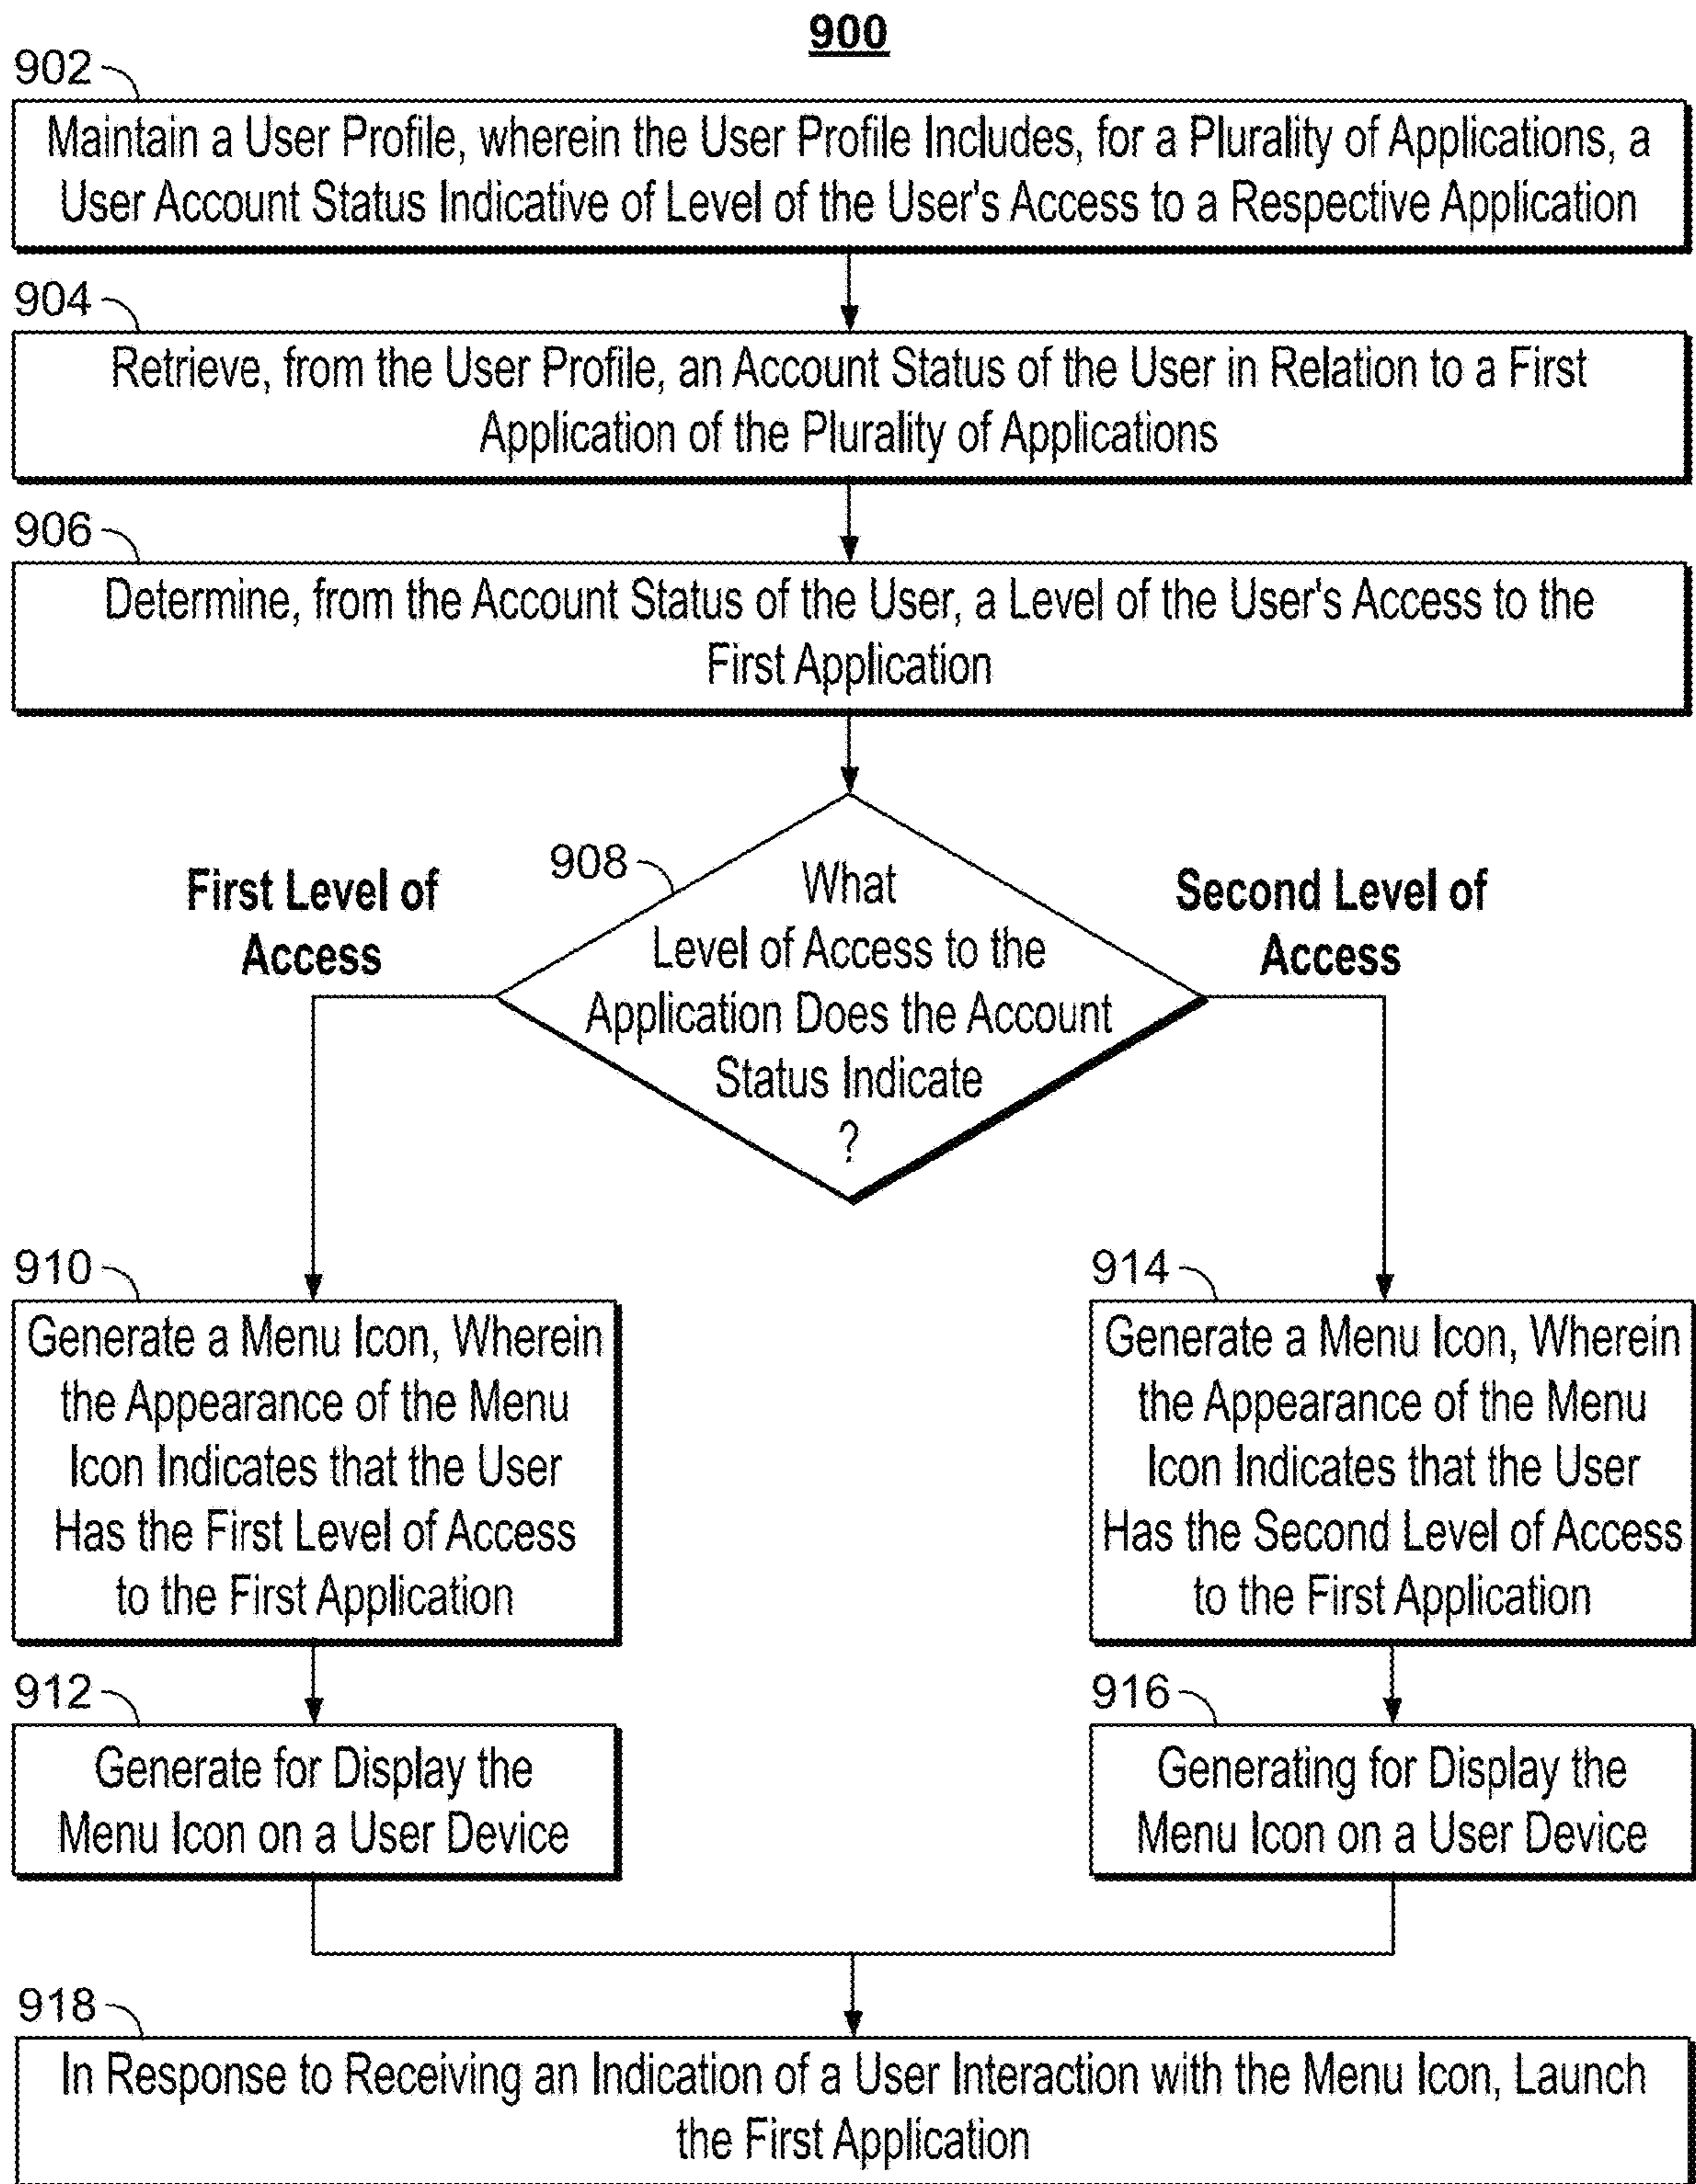 900
902
Maintain a User Profile, wherein the User Profile Includes, for a Plurality of Applications, a
User Account Status Indicative of Level of the User's Access to a Respective Application
904
Retrieve, from the User Profile, an Account Status of the User in Relation to a First
Application of the Plurality of Applications
906
Determine, from the Account Status of the User, a Level of the User's Access to the
First Application
908
What
Level of Access to the
Application Does the Account
Status Indicate
?
First Level of
Access
Second Level of
Access
910
Generate a Menu Icon, Wherein
the Appearance of the Menu
Icon Indicates that the User
Has the First Level of Access
to the First Application
912
Generate for Display the
Menu Icon on a User Device
914
Generate a Menu Icon, Wherein
the Appearance of the Menu
Icon Indicates that the User
Has the Second Level of Access
to the First Application
916
Generating for Display the
Menu Icon on a User Device
918
In Response to Receiving an Indication of a User Interaction with the Menu Icon, Launch
the First Application